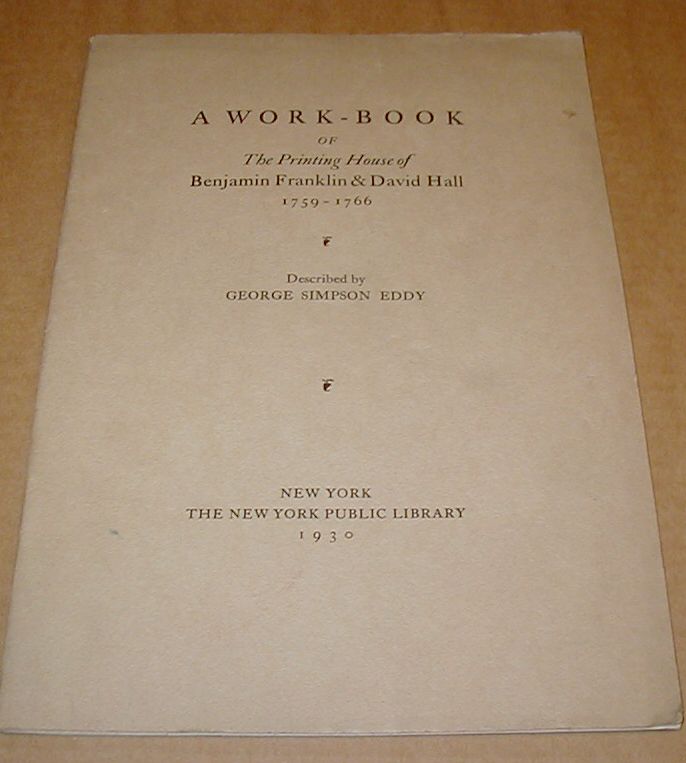 A WORK-BOOK
OF
The Printing House of
Benjamin Franklin & David Hall
1759-1766
Described by
GEORGE SIMPSON EDDY
NEW YORK
THE NEW YORK PUBLIC LIBRARY
1930